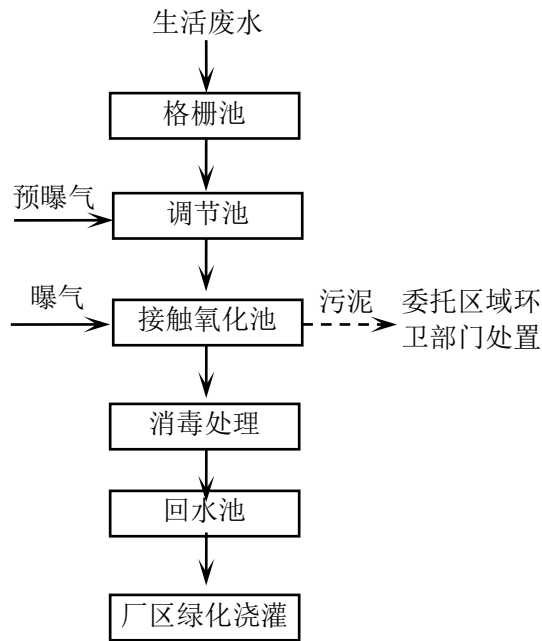 生活废水
格栅池
预曝气
调节池
曝气
接触氧化池
污泥
委托区域环
卫部门处置
消毒处理
回水池
厂区绿化浇灌